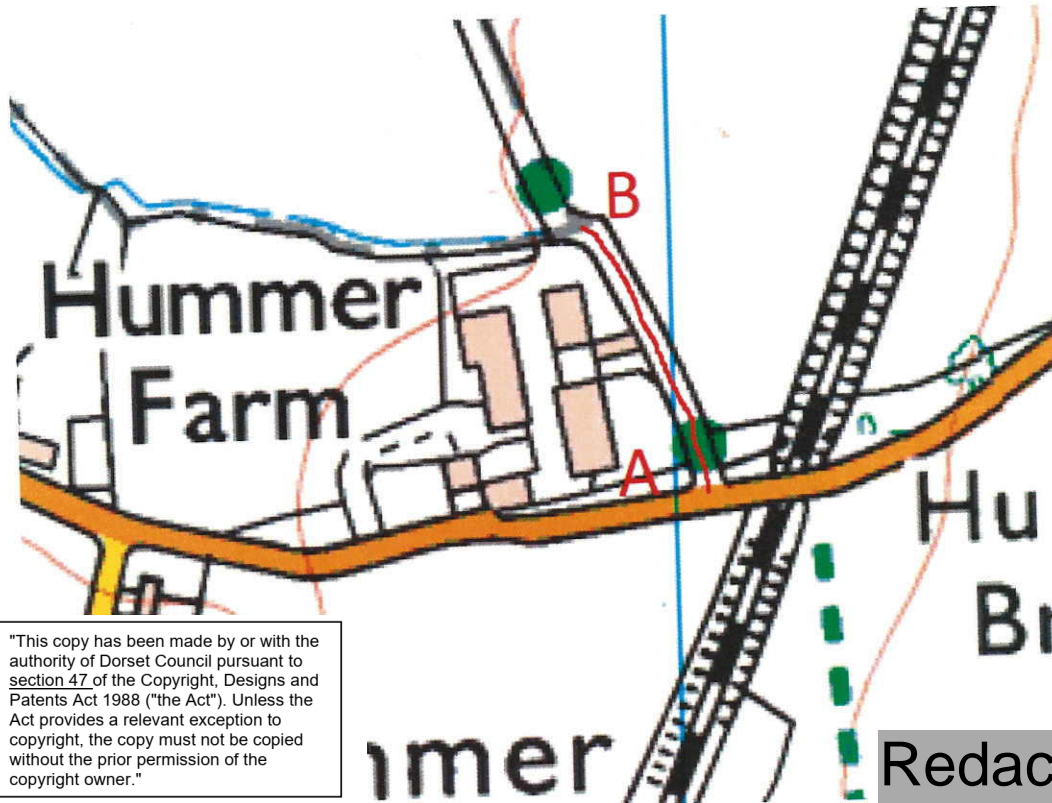 B
Hummer
Farm
A
Hu
Br
"This copy has been made by or with the
authority of Dorset Council pursuant to
section 47 of the Copyright, Designs and
Patents Act 1988 ("the Act"). Unless the
Act provides a relevant exception to
copyright, the copy must not be copied
without the prior permission of the
copyright owner."
mmer
Redac